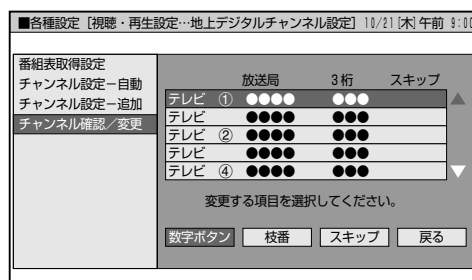 ■各種設定［視聴・再生設定…地上デジタルチャンネル設定］ 10/21［木］午前 9:00
番組表取得設定
チャンネル設定－自動
チャンネル設定－追加
チャンネル確認／変更
放送局 3桁 スキップ
テレビ ① ●●●● ●●●
テレビ ●●●● ●●●
テレビ ② ●●●● ●●●
テレビ ●●●● ●●●
テレビ ④ ●●●● ●●●
変更する項目を選択してください。
数字ボタン 枝番 スキップ 戻る